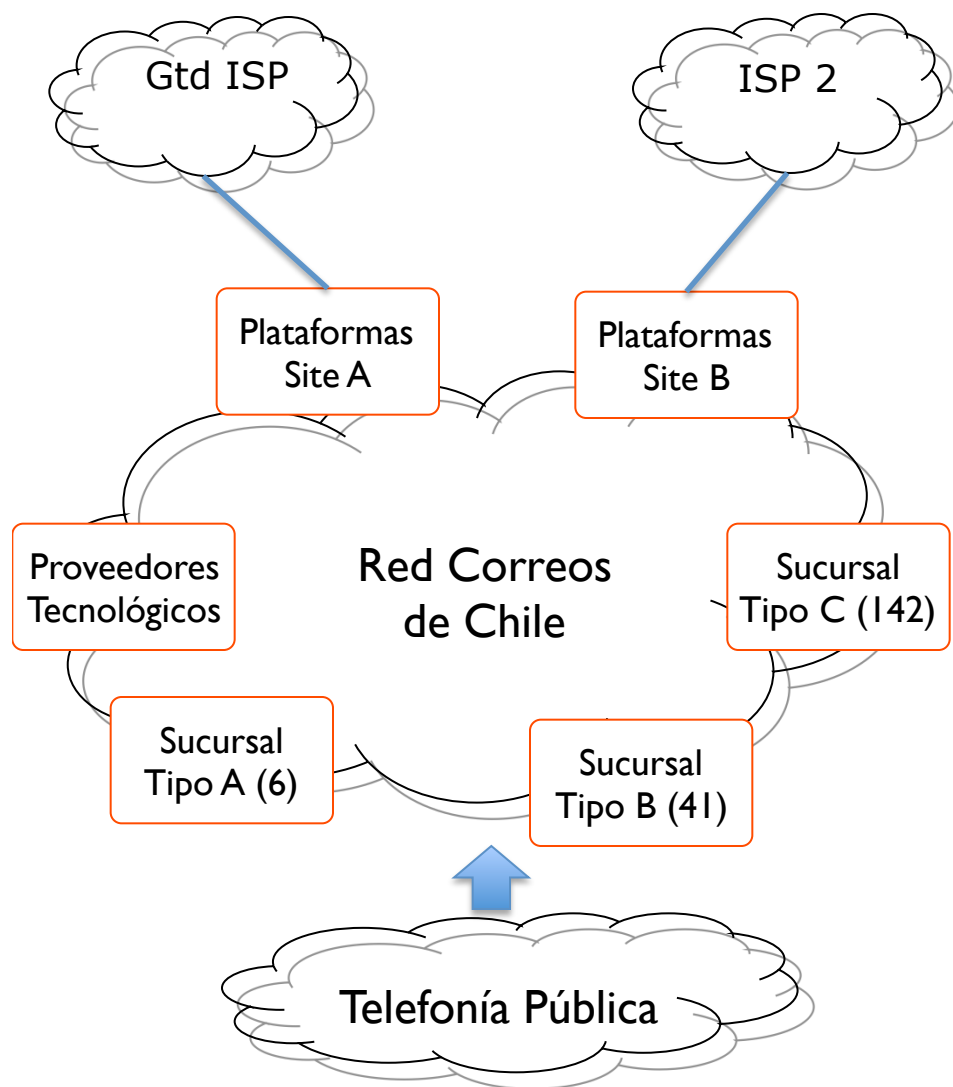 Gtd ISP
ISP 2
Plataformas
Site A
Plataformas
Site B
Proveedores
Tecnológicos
Red Correos
de Chile
Sucursal
Tipo C (142)
Sucursal
Tipo A (6)
Sucursal
Tipo B (41)
Telefonía Pública